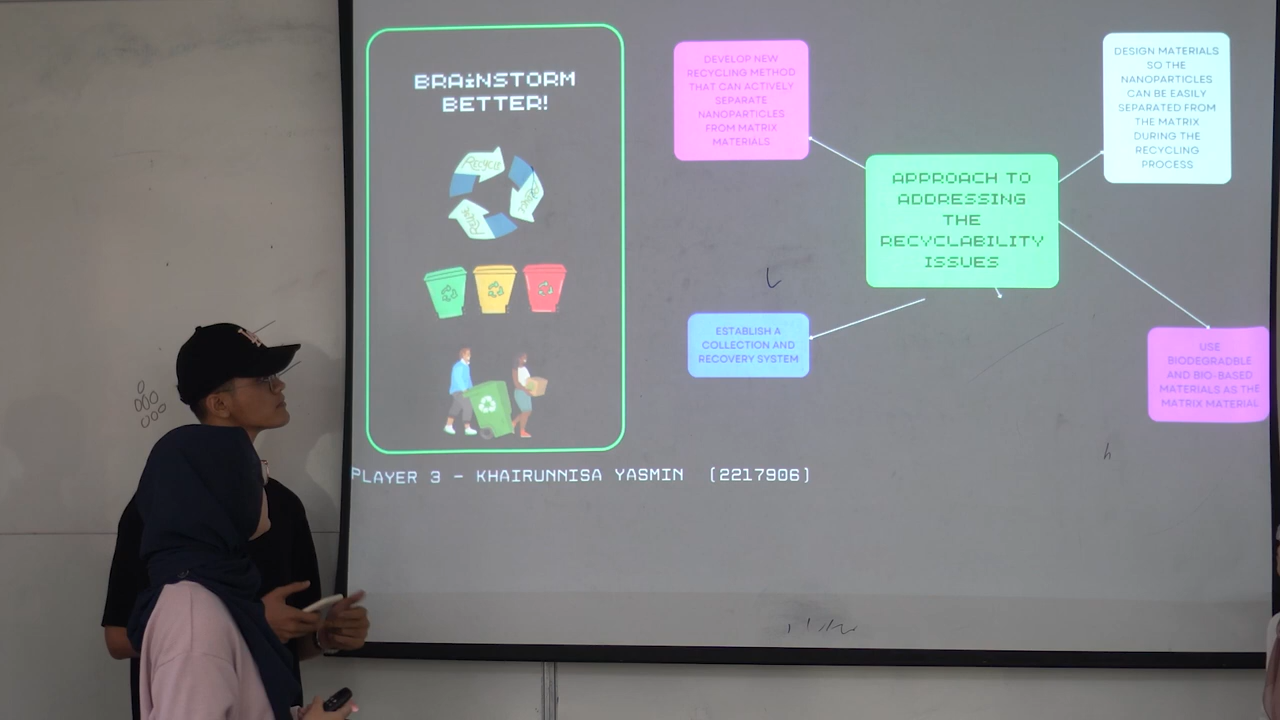 BRAiNSTORM
BETTER!
RECYCLE
PLAYER 3 - KHAIRUNNISA YASMIN (2217906)
DEVELOP NEW
RECYCLING METHOD
THAT CAN ACTIVELY
SEPARATE
NANOPARTICLES
FROM MATRIX
MATERIALS.
ESTABLISH A
COLLECTION AND
RECOVERY SYSTEM
APPROACH TO
ADDRESSING
THE
RECYCLABILITY
ISSUES
DESIGN MATERIALS
SO THE
NANOPARTICLES
CAN BE EASILY
SEPARATED FROM
THE MATRIX
DURING THE
RECYCLING
PROCESS
USE
BIODEGRADBLE
AND BIO-BASED
MATERIALS AS THE
MATRIX MATERIAL